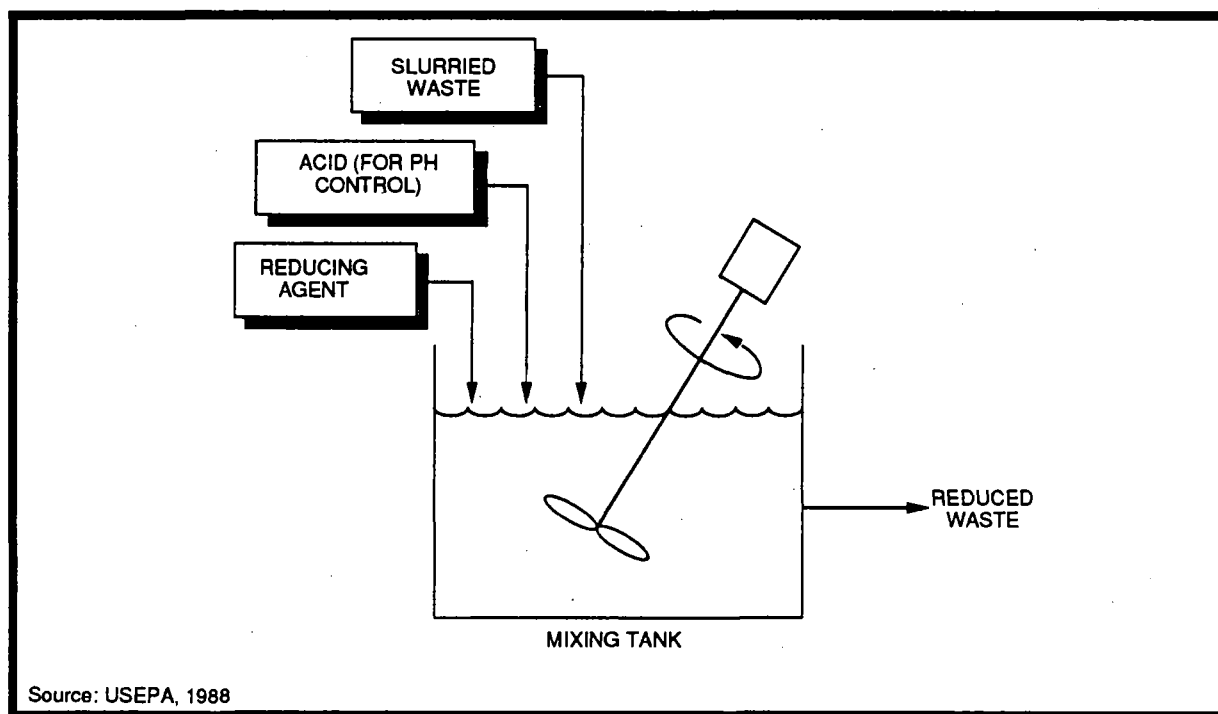 SLURRIED
WASTE
ACID (FOR PH
CONTROL)
REDUCING
AGENT
REDUCED
WASTE
MIXING TANK
Source: USEPA, 1988